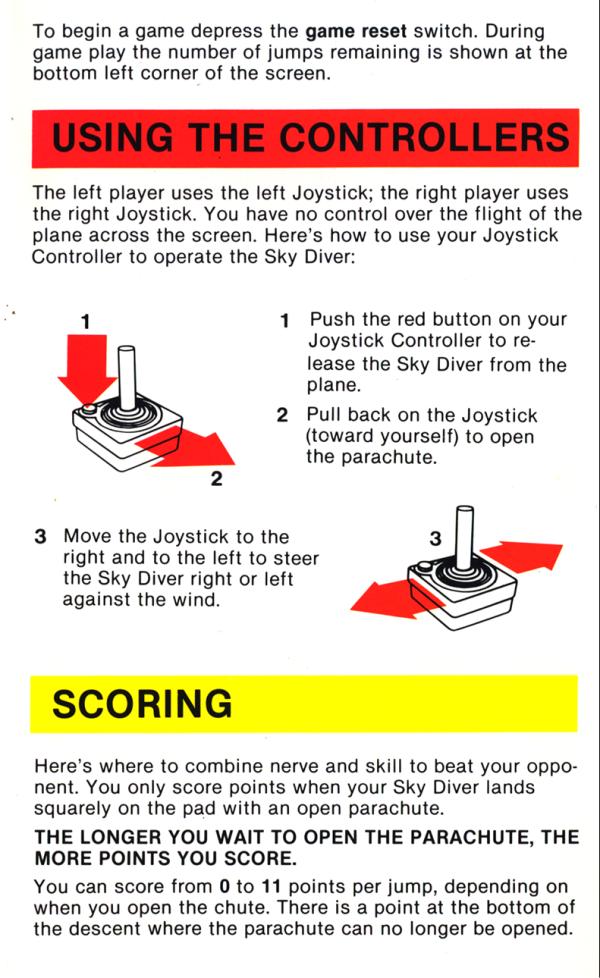 To begin a game depress the game reset switch. During
game play the number of jumps remaining is shown at the
bottom left corner of the screen.
USING THE CONTROLLERS
The left player uses the left Joystick; the right player uses
the right Joystick. You have no control over the flight of the
plane across the screen. Here's how to use your Joystick
Controller to operate the Sky Diver:
1
2
1 Push the red button on your
Joystick Controller to re-
lease the Sky Diver from the
plane.
2 Pull back on the Joystick
(toward yourself) to open
the parachute.
3 Move the Joystick to the
right and to the left to steer
the Sky Diver right or left
against the wind.
3
SCORING
Here's where to combine nerve and skill to beat your oppo-
nent. You only score points when your Sky Diver lands
squarely on the pad with an open parachute.
THE LONGER YOU WAIT TO OPEN THE PARACHUTE, THE
MORE POINTS YOU SCORE.
You can score from 0 to 11 points per jump, depending on
when you open the chute. There is a point at the bottom of
the descent where the parachute can no longer be opened.